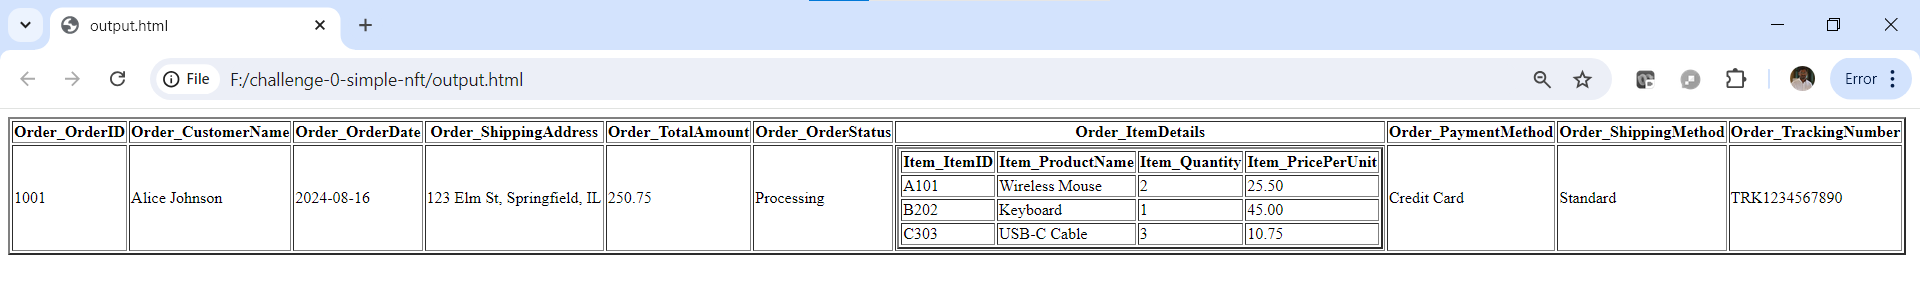 output.html
File F:/challenge-0-simple-nft/output.html Error
Order_OrderID Order_CustomerName Order_OrderDate Order_ShippingAddress Order_TotalAmount Order_OrderStatus Order_ItemDetails Order_PaymentMethod Order_ShippingMethod Order_TrackingNumber
Item_ItemID Item_ProductName Item_Quantity Item_PricePerUnit
A101 Wireless Mouse 2 25.50
1001 Alice Johnson 2024-08-16 123 Elm St, Springfield, IL 250.75 Processing Credit Card Standard TRK1234567890
B202 Keyboard 1 45.00
C303 USB-C Cable 3 10.75